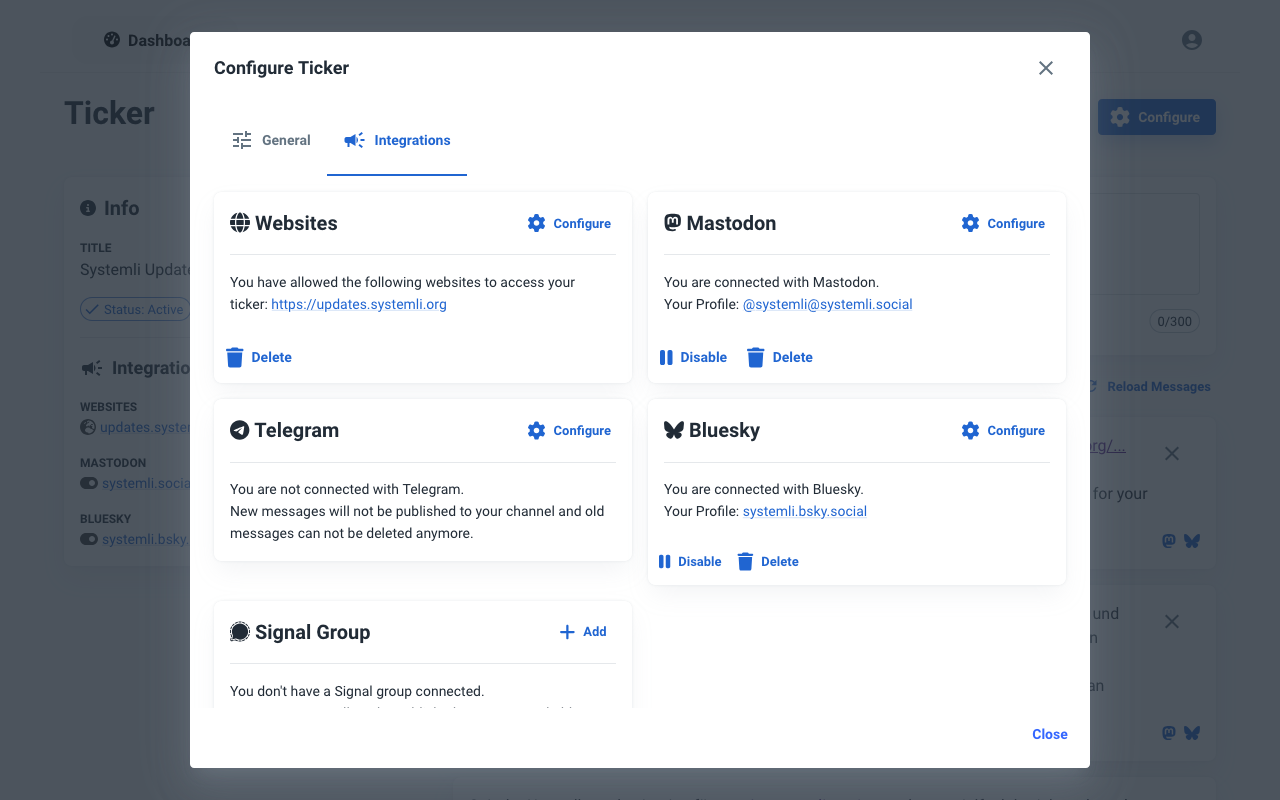 Dashboa
Ticker
Configure
Info
TITLE
Systemli Update
Status: Active
Integratio
WEBSITES
updates.system
MASTODON
systemli.socia
BLUESKY
systemli.bsky.
Configure Ticker
General
Integrations
Websites
Configure
You have allowed the following websites to access your
ticker: https://updates.systemli.org
Delete
Mastodon
Configure
You are connected with Mastodon.
Your Profile: @systemli@systemli.social
Disable
Delete
Telegram
Configure
You are not connected with Telegram.
New messages will not be published to your channel and old
messages can not be deleted anymore.
Bluesky
Configure
You are connected with Bluesky.
Your Profile: systemli.bsky.social
Disable
Delete
Signal Group
Add
You don't have a Signal group connected.
Close
0/300
Reload Messages
org/...
for your
und
an